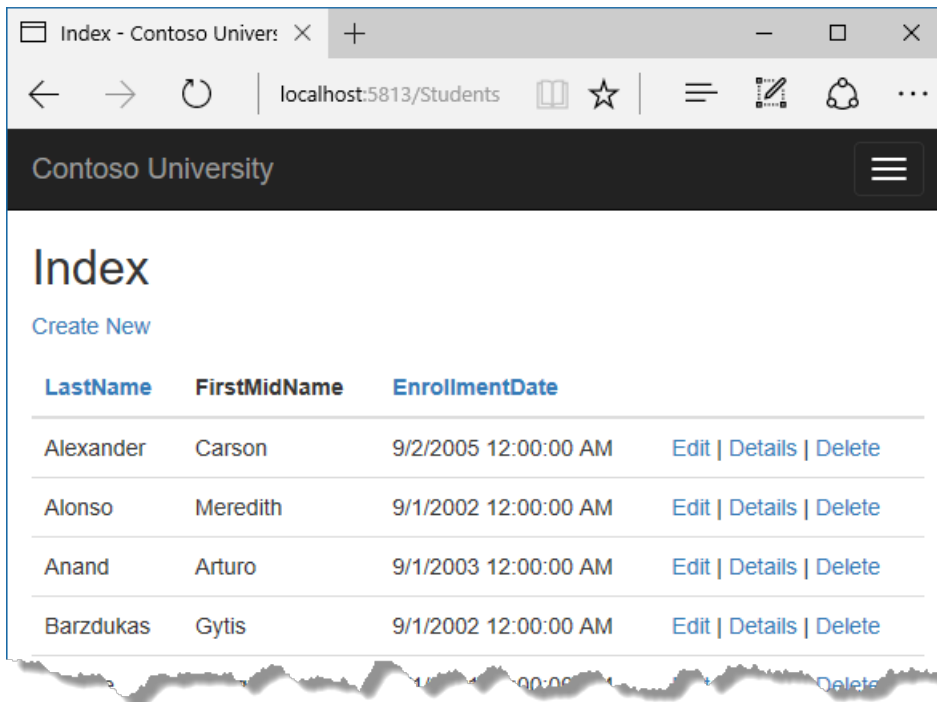 Index - Contoso Univers
localhost:5813/Students
Contoso University
Index
Create New
LastName FirstMidName EnrollmentDate
Alexander Carson 9/2/2005 12:00:00 AM Edit | Details | Delete
Alonso Meredith 9/1/2002 12:00:00 AM Edit | Details | Delete
Anand Arturo 9/1/2003 12:00:00 AM Edit | Details | Delete
Barzdukas Gytis 9/1/2002 12:00:00 AM Edit | Details | Delete
Delete